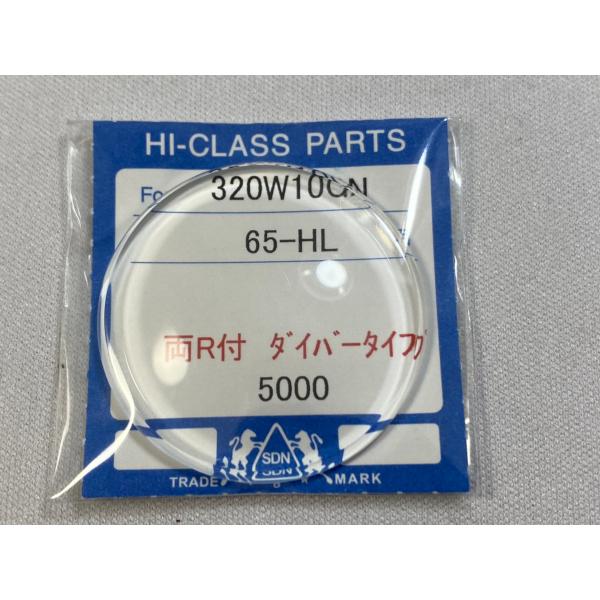 HI-CLASS PARTS
320W10GN
65-HL
両R付 ダイバータイプ
5000
SDN
TRADE MARK